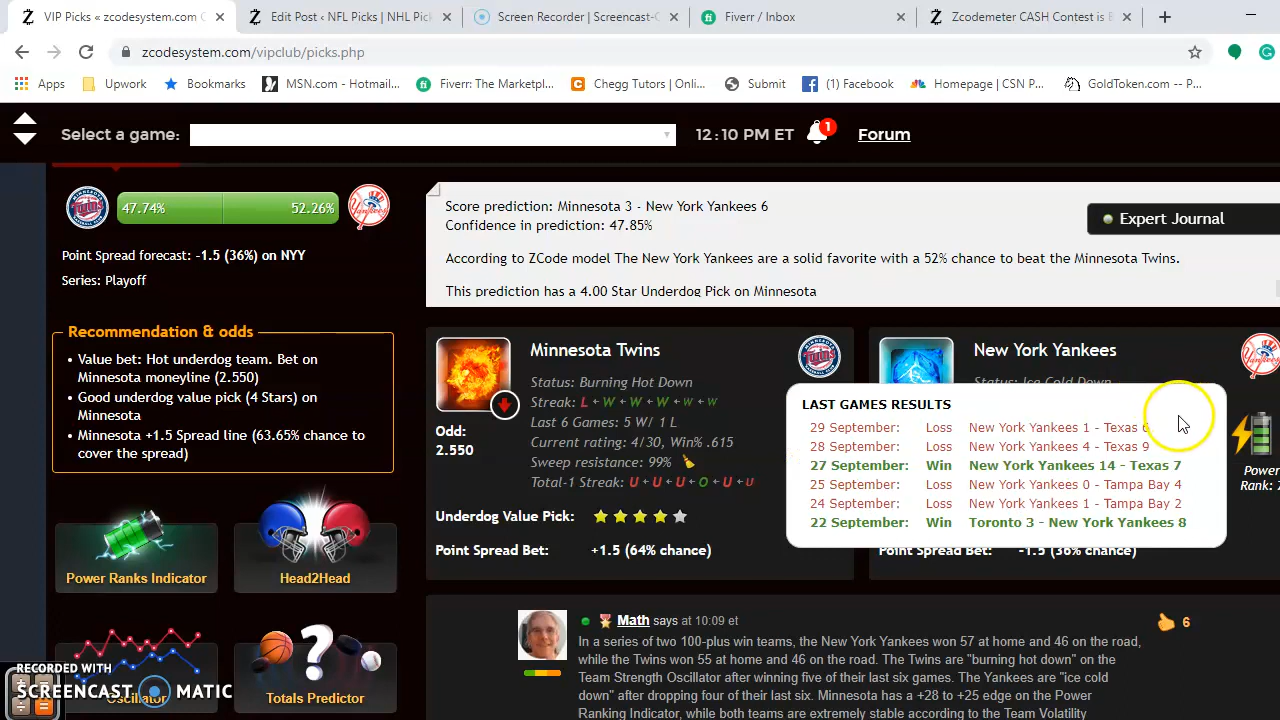 VIP Picks « zcodesystem.com
Edit Post ‹ NFL Picks | NHL Pic
Screen Recorder | Screencast-
Fiverr / Inbox
Zcodemeter CASH Contest is
zcodesystem.com/vipclub/picks.php
Apps
Upwork
Bookmarks
MSN.com - Hotmail...
Fiverr: The Marketpl...
Chegg Tutors | Onli...
Submit
(1) Facebook
Homepage | CSN P...
GoldToken.com -- P...
Select a game:
12:10 PM ET
1
Forum
47.74%
52.26%
Point Spread forecast: -1.5 (36%) on NYY
Series: Playoff
Score prediction: Minnesota 3 - New York Yankees 6
Confidence in prediction: 47.85%
Expert Journal
According to ZCode model The New York Yankees are a solid favorite with a 52% chance to beat the Minnesota Twins.
This prediction has a 4.00 Star Underdog Pick on Minnesota
Recommendation & odds
• Value bet: Hot underdog team. Bet on
Minnesota moneyline (2.550)
• Good underdog value pick (4 Stars) on
Minnesota
• Minnesota +1.5 Spread line (63.65% chance to
cover the spread)
Power Ranks Indicator
Head2Head
Oscillator
Totals Predictor
Minnesota Twins
Status: Burning Hot Down
Streak: L W W W W W
Last 6 Games: 5 W/ 1 L
Current rating: 4/30, Win% .615
Sweep resistance: 99%
Total-1 Streak: U U U O U U
Odd:
2.550
Underdog Value Pick:
Point Spread Bet: +1.5 (64% chance)
New York Yankees
Status: Ice Cold Down
Power
Rank:
Point Spread Bet: -1.5 (36% chance)
LAST GAMES RESULTS
29 September: Loss New York Yankees 1 - Texas 6
28 September: Loss New York Yankees 4 - Texas 9
27 September: Win New York Yankees 14 - Texas 7
25 September: Loss New York Yankees 0 - Tampa Bay 4
24 September: Loss New York Yankees 1 - Tampa Bay 2
22 September: Win Toronto 3 - New York Yankees 8
Math says at 10:09 et
6
In a series of two 100-plus win teams, the New York Yankees won 57 at home and 46 on the road,
while the Twins won 55 at home and 46 on the road. The Twins are "burning hot down" on the
Team Strength Oscillator after winning five of their last six games. The Yankees are "ice cold
down" after dropping four of their last six. Minnesota has a +28 to +25 edge on the Power
Ranking Indicator, while both teams are extremely stable according to the Team Volatility
RECORDED WITH
SCREENCAST MATIC